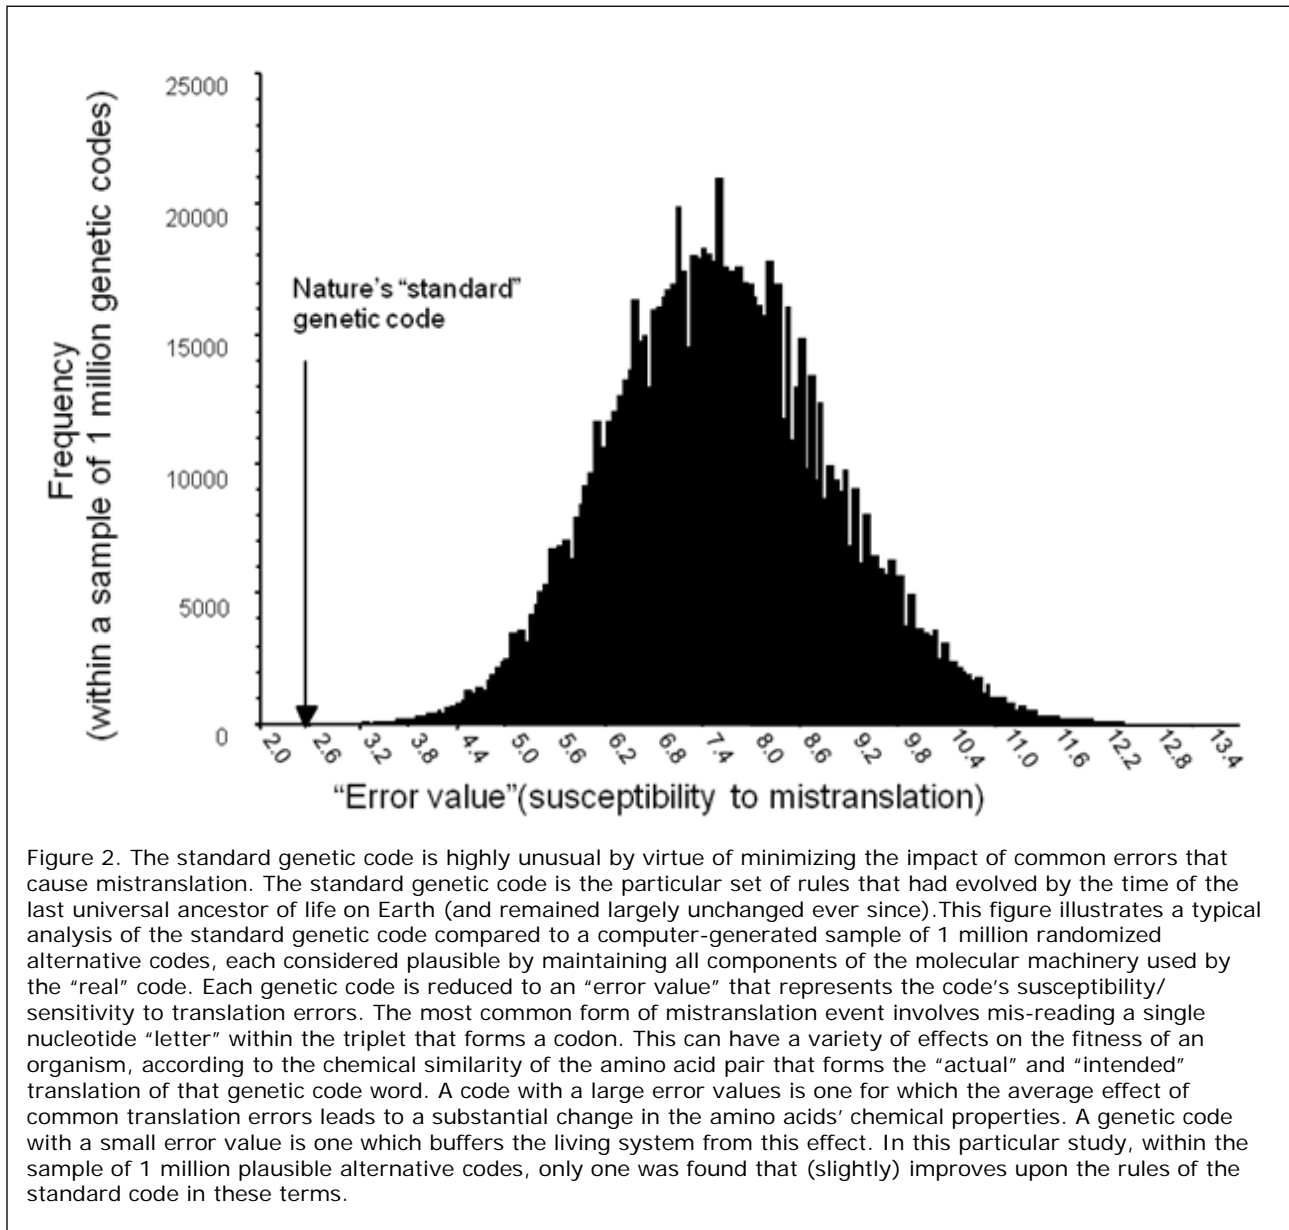 25000
20000
15000
10000
5000
0
Frequency
(within a sample of 1 million genetic codes)
Nature's “standard”
genetic code
2.0
2.6
3.2
3.8
4.4
5.0
5.6
6.2
6.8
7.4
8.0
8.6
9.2
9.8
10.4
11.0
11.6
12.2
12.8
13.4
“Error value”(susceptibility to mistranslation)
Figure 2. The standard genetic code is highly unusual by virtue of minimizing the impact of common errors that
cause mistranslation. The standard genetic code is the particular set of rules that had evolved by the time of the
last universal ancestor of life on Earth (and remained largely unchanged ever since).This figure illustrates a typical
analysis of the standard genetic code compared to a computer-generated sample of 1 million randomized
alternative codes, each considered plausible by maintaining all components of the molecular machinery used by
the “real” code. Each genetic code is reduced to an “error value” that represents the code’s susceptibility/
sensitivity to translation errors. The most common form of mistranslation event involves mis-reading a single
nucleotide “letter” within the triplet that forms a codon. This can have a variety of effects on the fitness of an
organism, according to the chemical similarity of the amino acid pair that forms the “actual” and “intended”
translation of that genetic code word. A code with a large error values is one for which the average effect of
common translation errors leads to a substantial change in the amino acids’ chemical properties. A genetic code
with a small error value is one which buffers the living system from this effect. In this particular study, within the
sample of 1 million plausible alternative codes, only one was found that (slightly) improves upon the rules of the
standard code in these terms.